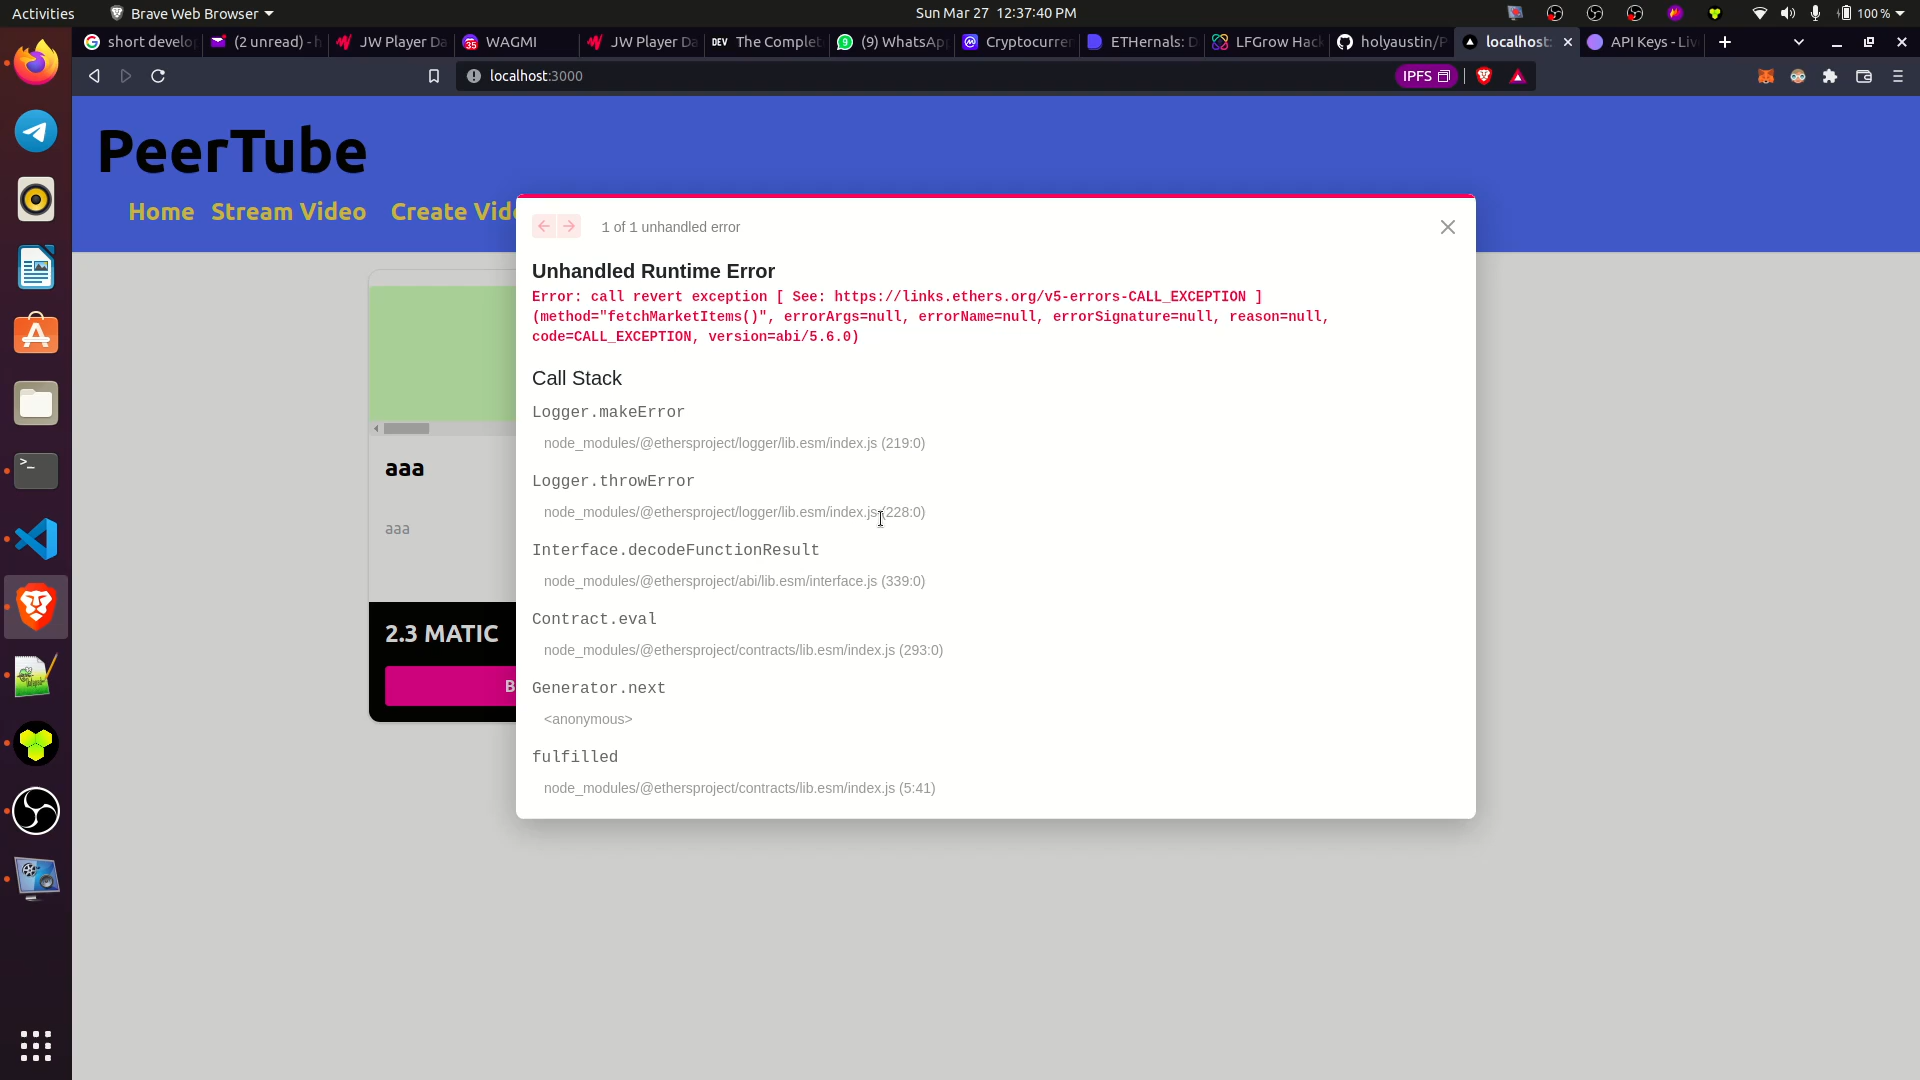 Activities
Brave Web Browser
Sun Mar 27 12:37:40 PM
100 %
short develo
(2 unread) - h
JW Player Da
WAGMI
JW Player Da
DEV The Complet
(9) WhatsAp
Cryptocurren
ETHernals: D
LFGrow Hack
holyaustin/P
localhost:
API Keys - Liv
localhost:3000
IPFS
PeerTube
Home Stream Video Create Vide
1 of 1 unhandled error
Unhandled Runtime Error
Error: call revert exception [ See: https://links.ethers.org/v5-errors-CALL_EXCEPTION ]
(method="fetchMarketItems()", errorArgs=null, errorName=null, errorSignature=null, reason=null,
code=CALL_EXCEPTION, version=abi/5.6.0)
Call Stack
Logger.makeError
node_modules/@ethersproject/logger/lib.esm/index.js (219:0)
Logger.throwError
node_modules/@ethersproject/logger/lib.esm/index.js (228:0)
Interface.decodeFunctionResult
node_modules/@ethersproject/abi/lib.esm/interface.js (339:0)
Contract.eval
node_modules/@ethersproject/contracts/lib.esm/index.js (293:0)
Generator.next
<anonymous>
fulfilled
node_modules/@ethersproject/contracts/lib.esm/index.js (5:41)
aaa
aaa
2.3 MATIC
B